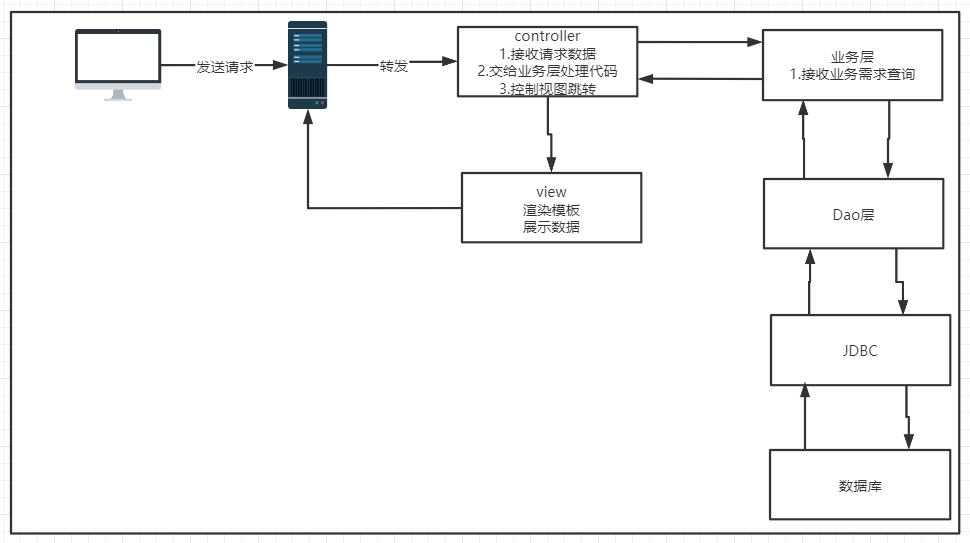 发送请求
转发
controller
1.接收请求数据
2.交给业务层处理代码
3.控制视图跳转
业务层
1.接收业务需求查询
view
渲染模板
展示数据
Dao层
JDBC
数据库